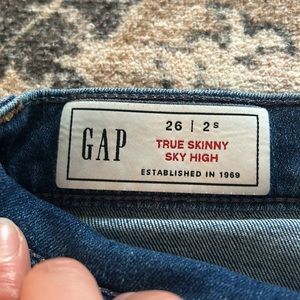 GAP
26 | 2s
TRUE SKINNY
SKY HIGH
ESTABLISHED IN 1969